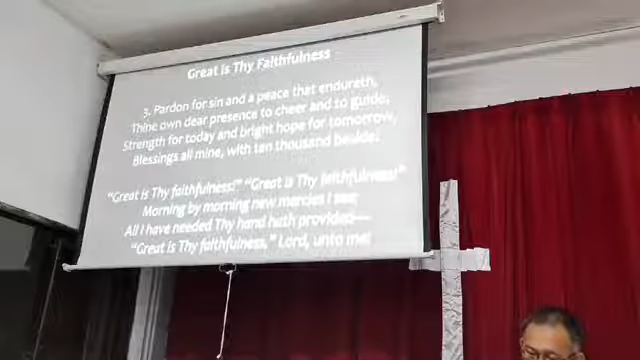 Great Is Thy Faithfulness
3. Pardon for sin and a peace that endureth,
Thine own dear presence to cheer and to guide;
Strength for today and bright hope for tomorrow,
Blessings all mine, with ten thousand beside.
"Great is Thy faithfulness!" "Great is Thy faithfulness!"
Morning by morning new mercies I see;
All I have needed Thy hand hath provided—
"Great is Thy faithfulness," Lord, unto me!